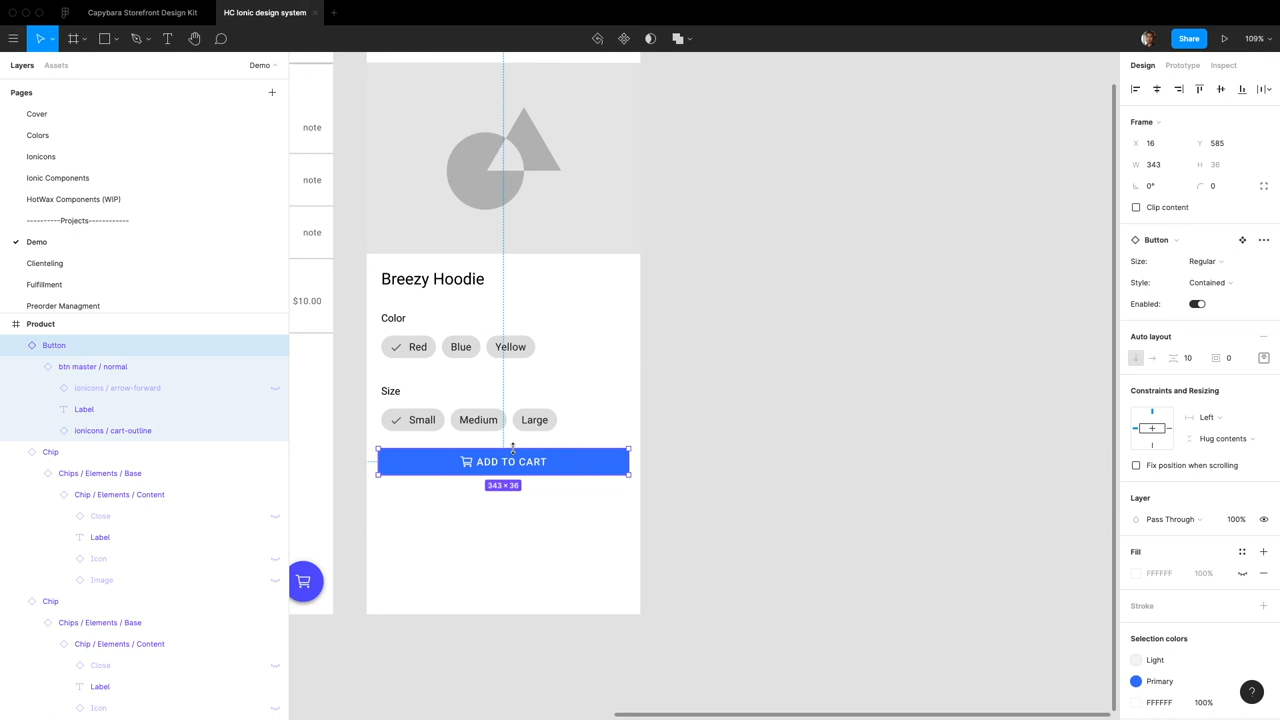 Capybara Storefront Design Kit
HC Ionic design system
Share
109%
Layers
Assets
Demo
Pages
Cover
Colors
Ionicons
Ionic Components
HotWax Components (WIP)
-----------Projects------------
Demo
Clienteling
Fulfillment
Preorder Managment
Product
Button
btn master / normal
ionicons / arrow-forward
Label
ionicons / cart-outline
Chip
Chips / Elements / Base
Chip / Elements / Content
Close
Label
Icon
Image
Chip
Chips / Elements / Base
Chip / Elements / Content
Close
Label
Icon
note
note
note
$10.00
Breezy Hoodie
Color
Red
Blue
Yellow
Size
Small
Medium
Large
ADD TO CART
343 × 36
Design
Prototype
Inspect
Frame
X 16
Y 585
W 343
H 36
0°
0
Clip content
Button
Size: Regular
Style: Contained
Enabled:
Auto layout
10
0
Constraints and Resizing
Left
Hug contents
Fix position when scrolling
Layer
Pass Through
100%
Fill
FFFFFF 100%
Stroke
Selection colors
Light
Primary
FFFFFF 100%
?